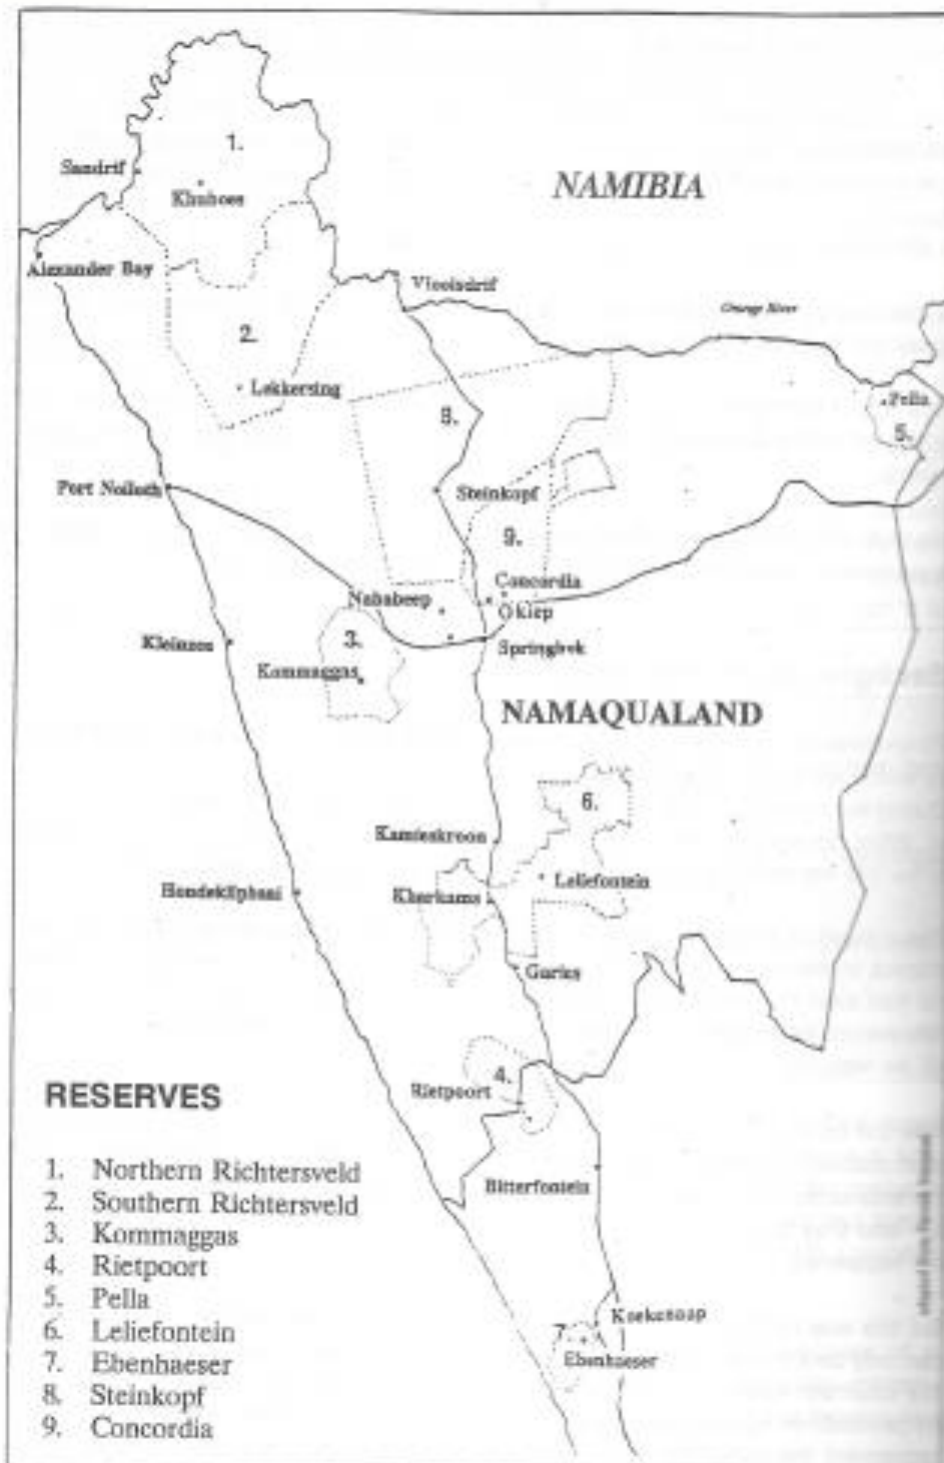 1.
Sandrif
Khuboes
NAMIBIA
Alexander Bay
Vioolsdrif
Orange River
2.
Lekkersing
8.
Pella
5.
Port Nolloth
Steinkopf
9.
Concordia
Nababeep
Okiep
3.
Kleinzee
Springbok
Kommaggas
NAMAQUALAND
6.
Kamieskroon
Leliefontein
Hondeklipbaai
Kharkams
Garies
4.
Rietpoort
Bitterfontein
Koekenaap
7.
Ebenhaeser
RESERVES
1. Northern Richtersveld
2. Southern Richtersveld
3. Kommaggas
4. Rietpoort
5. Pella
6. Leliefontein
7. Ebenhaeser
8. Steinkopf
9. Concordia